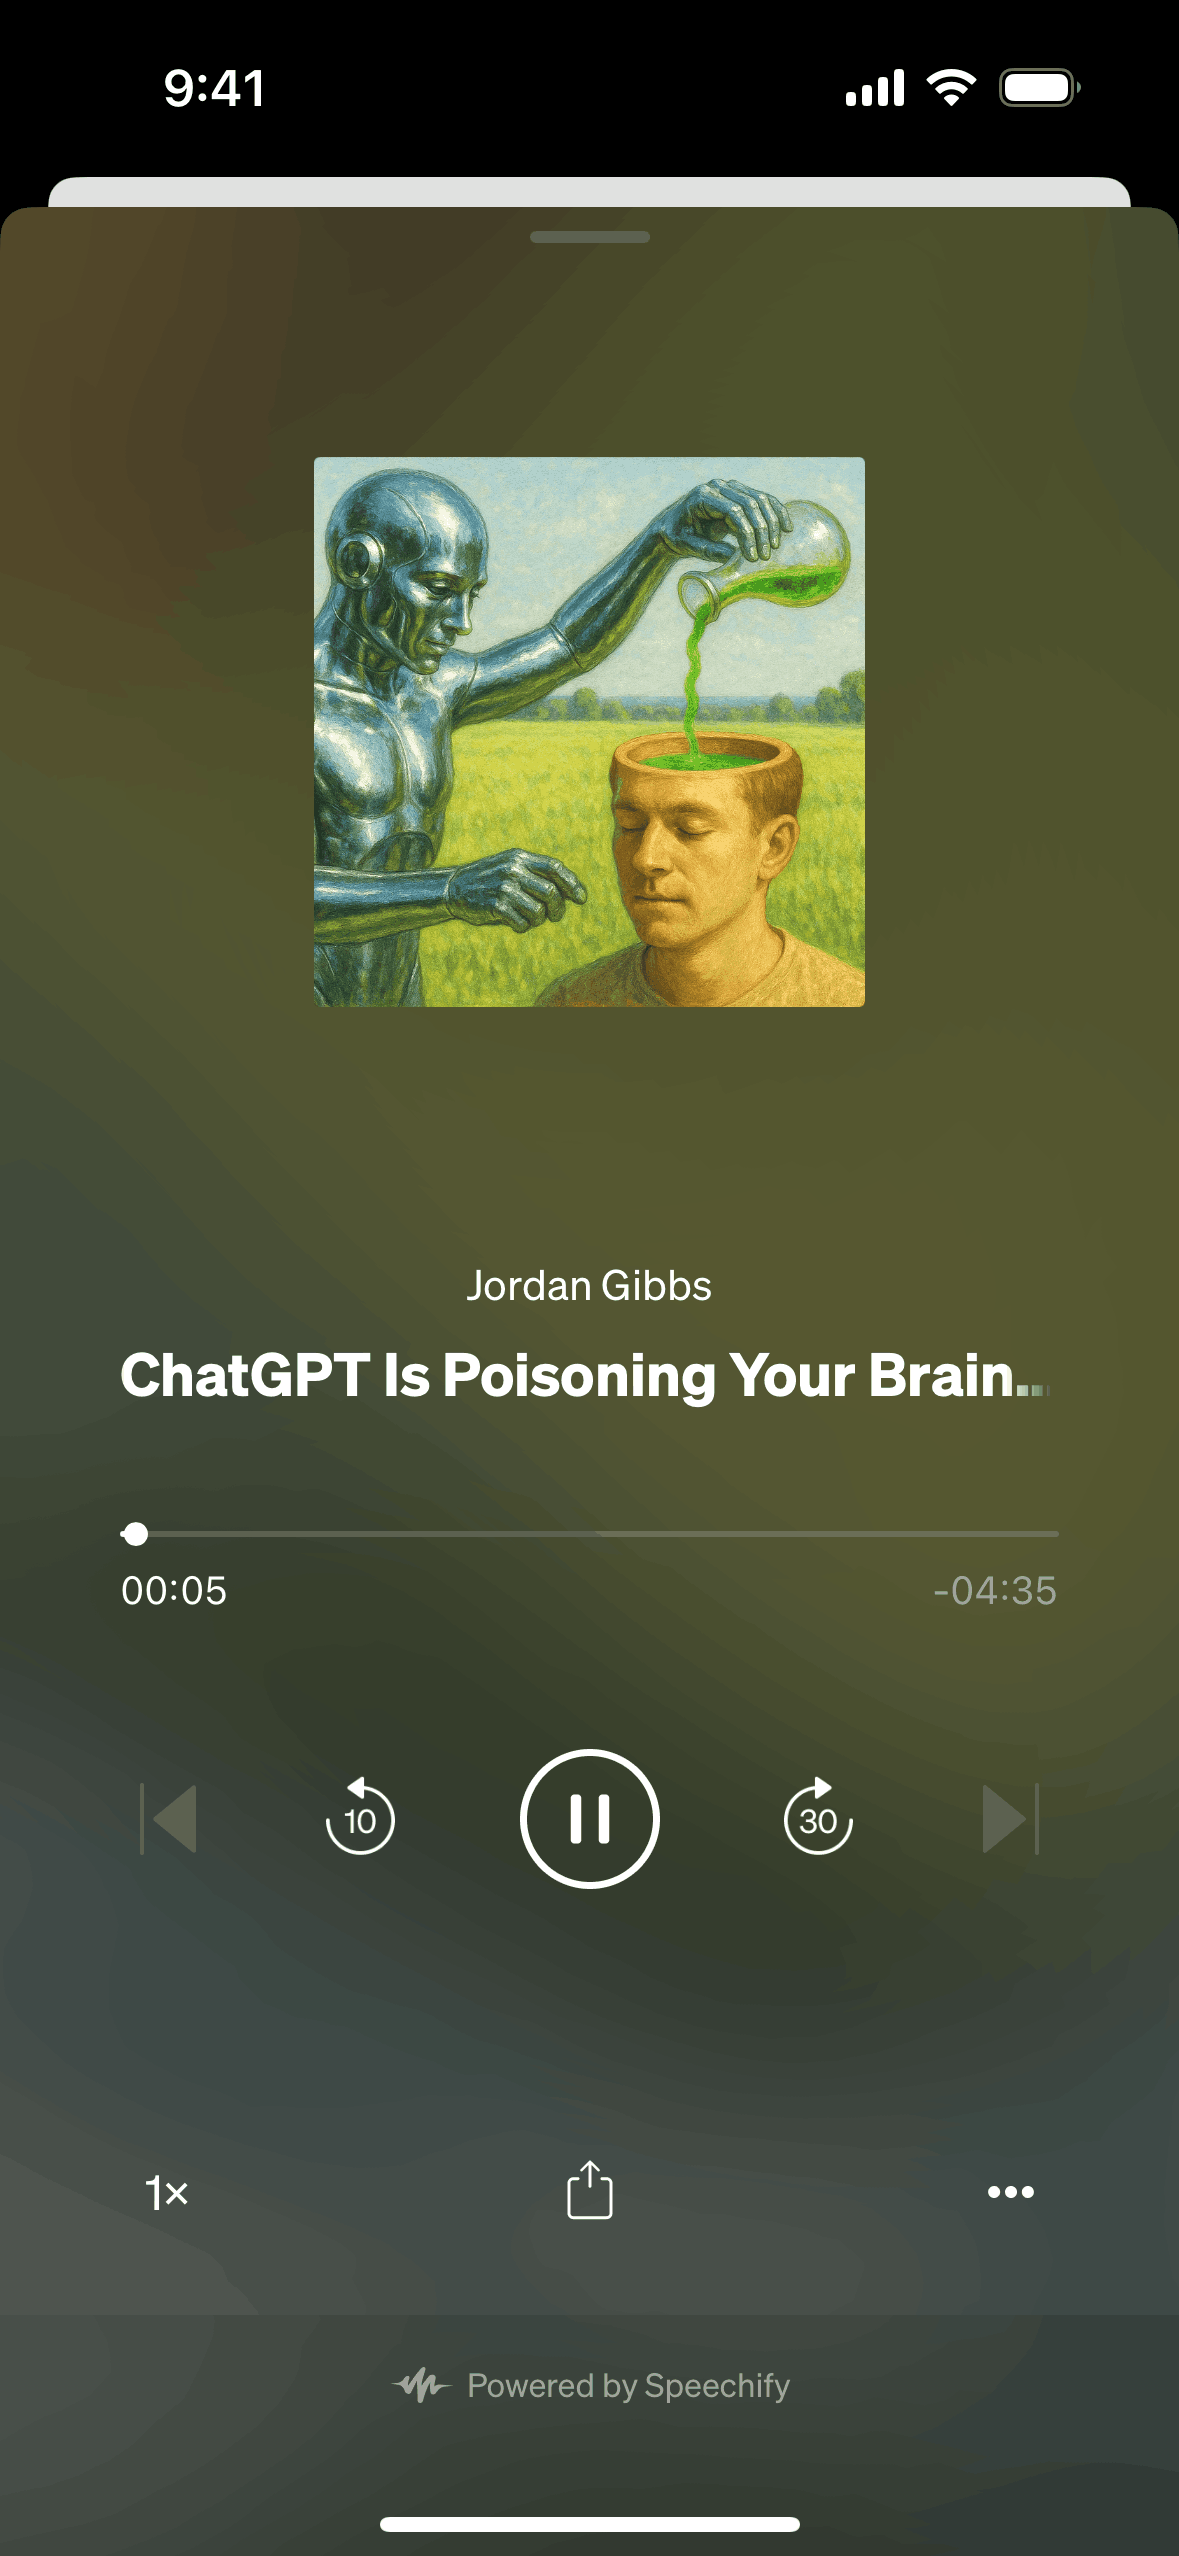 9:41
Jordan Gibbs
ChatGPT Is Poisoning Your Brain...
00:05 -04:35
10 30
1×
Powered by Speechify